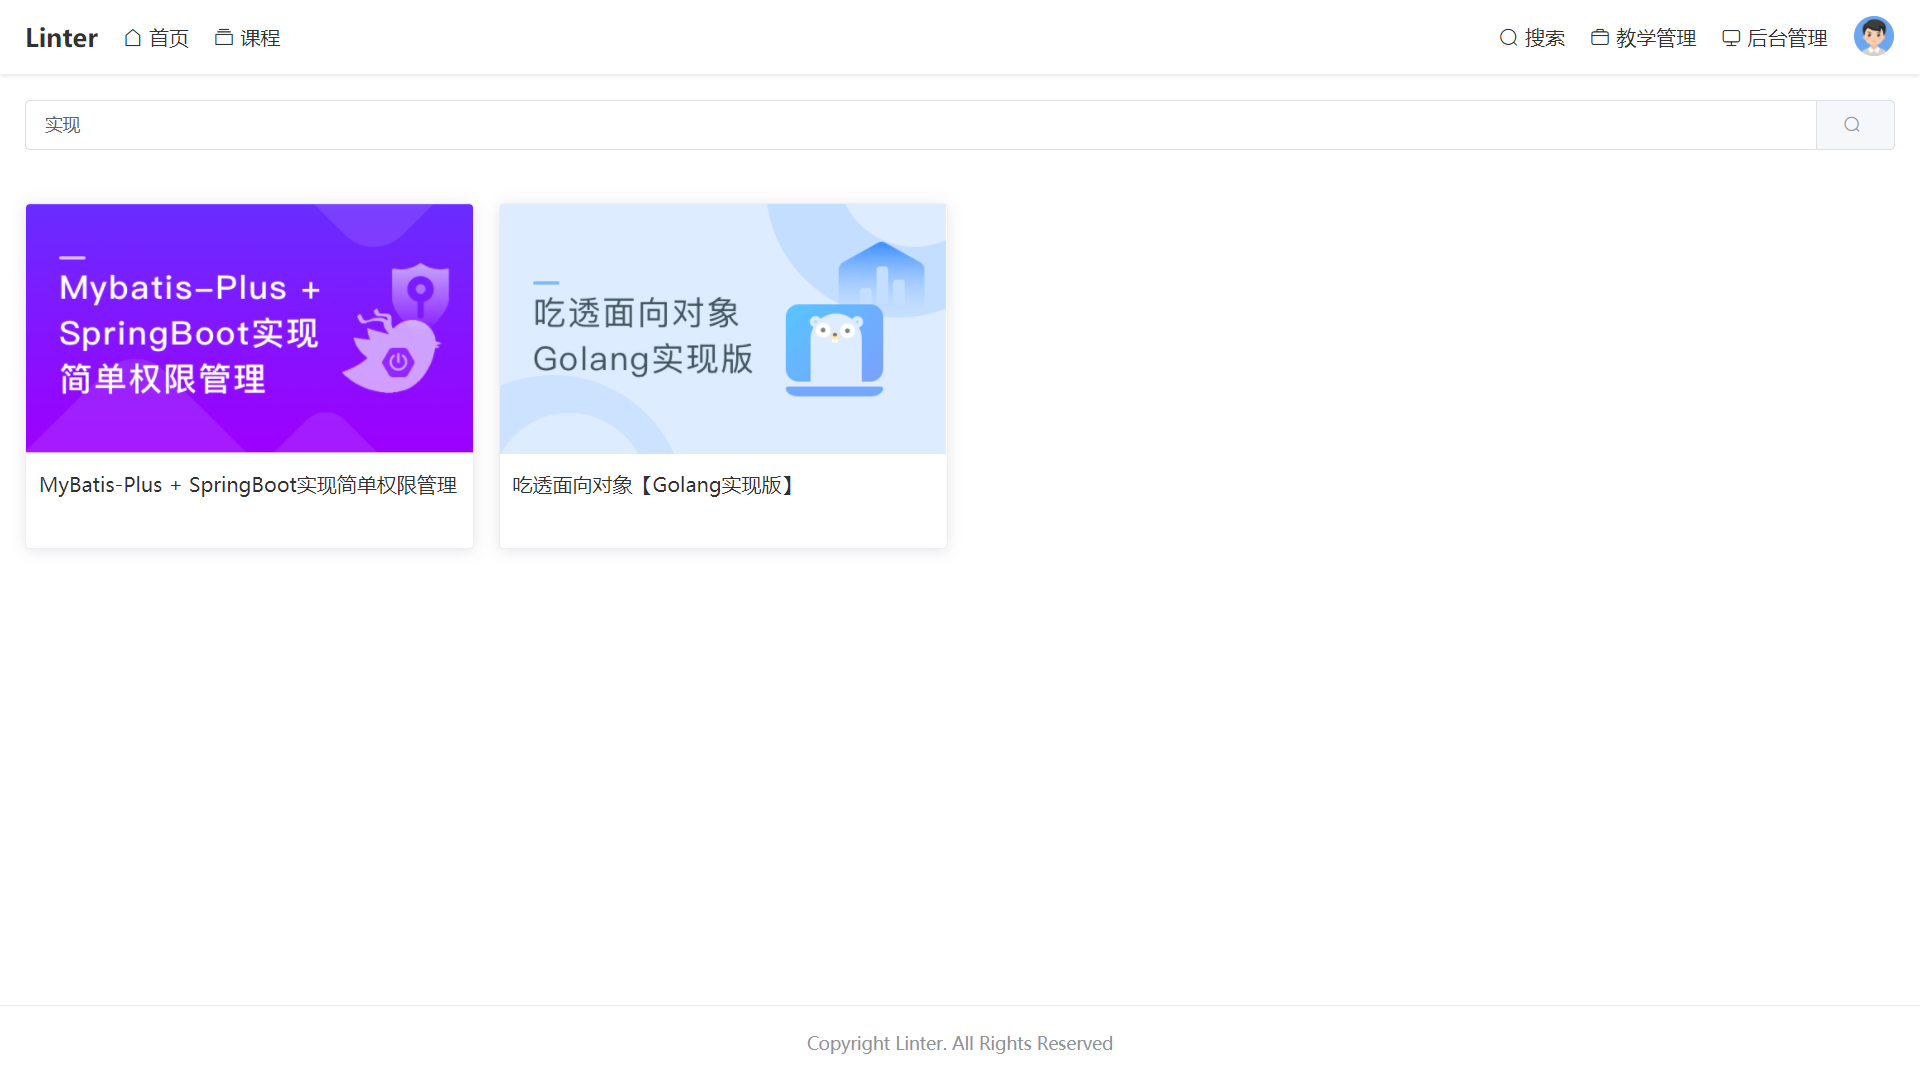 Linter
首页
课程
搜索
教学管理
后台管理
实现
Mybatis-Plus +
SpringBoot实现
简单权限管理
MyBatis-Plus + SpringBoot实现简单权限管理
吃透面向对象
Golang实现版
吃透面向对象【Golang实现版】
Copyright Linter. All Rights Reserved